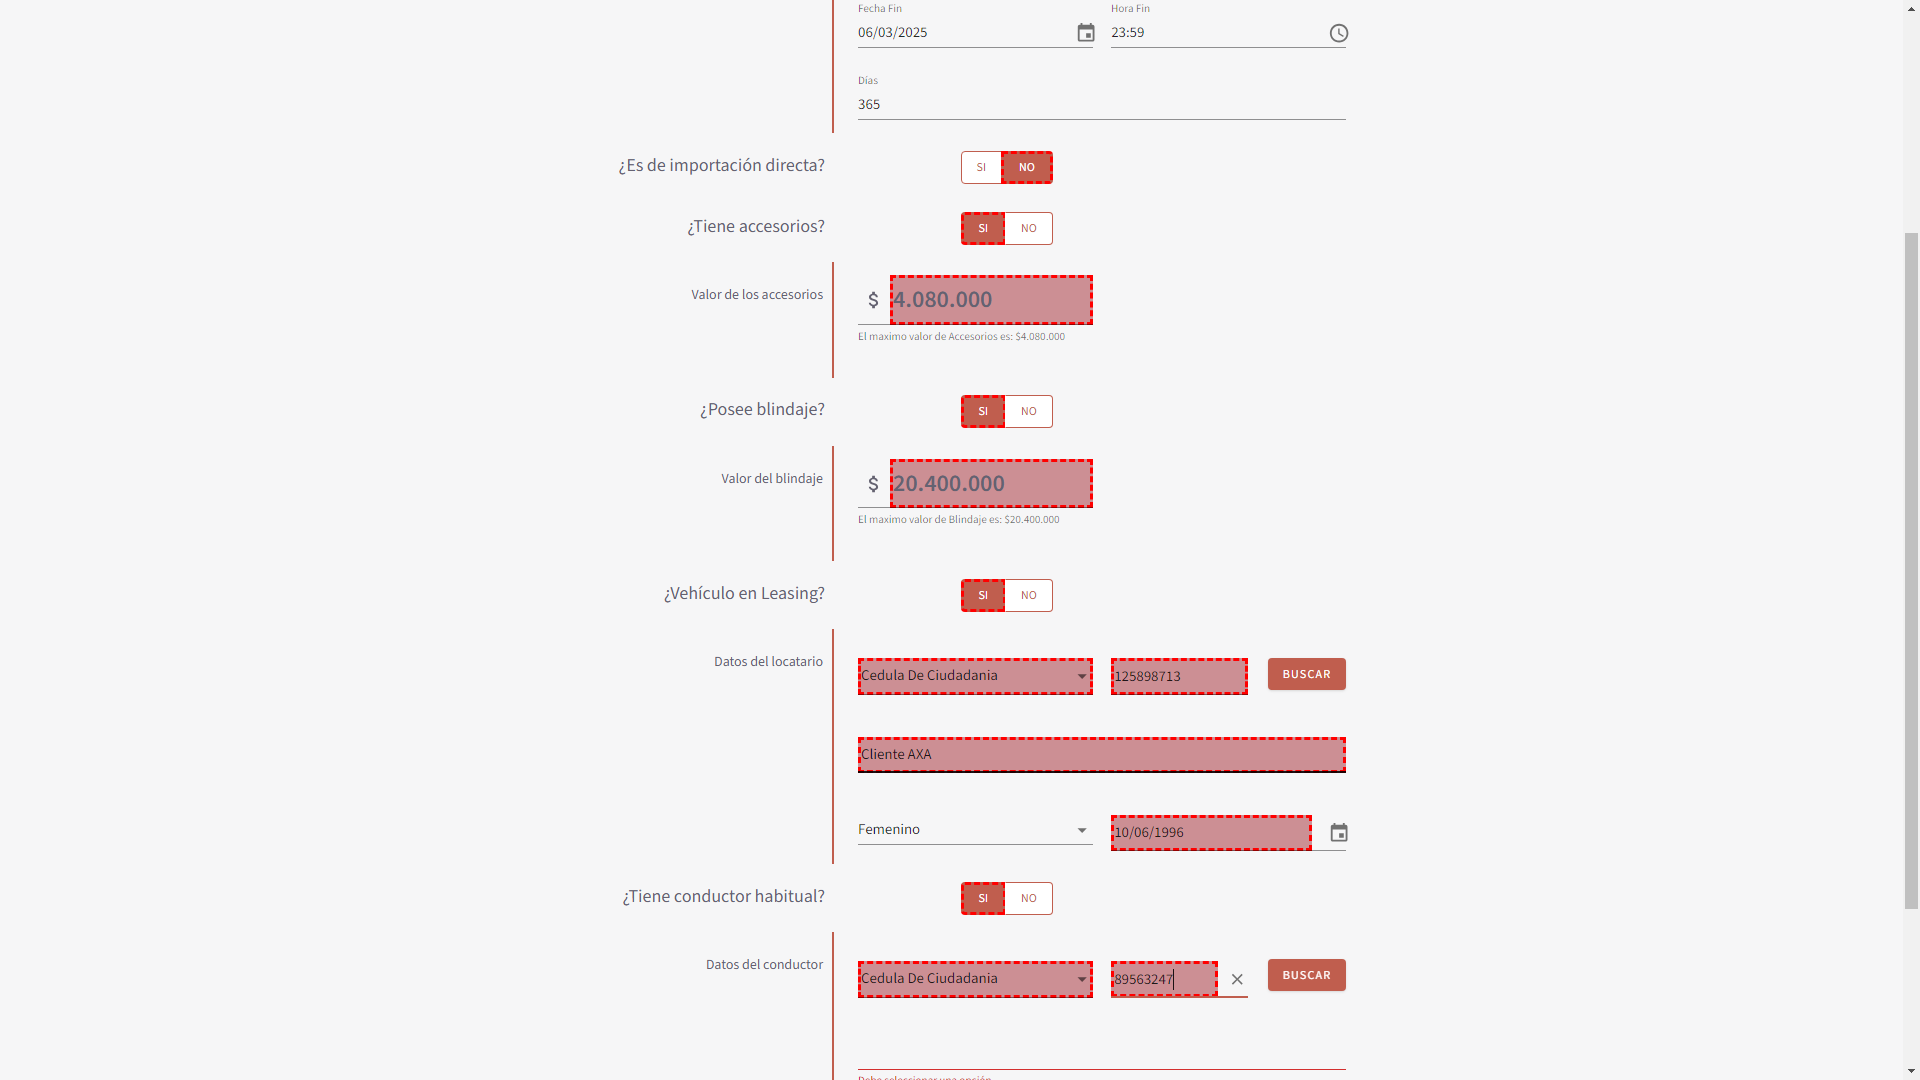 Fecha Fin
Hora Fin
06/03/2025
23:59
Días
365
¿Es de importación directa?
SI
NO
¿Tiene accesorios?
SI
NO
Valor de los accesorios
$ 4.080.000
El maximo valor de Accesorios es: $4.080.000
¿Posee blindaje?
SI
NO
Valor del blindaje
$ 20.400.000
El maximo valor de Blindaje es: $20.400.000
¿Vehículo en Leasing?
SI
NO
Datos del locatario
Cedula De Ciudadania
125898713
BUSCAR
Cliente AXA
Femenino
10/06/1996
¿Tiene conductor habitual?
SI
NO
Datos del conductor
Cedula De Ciudadania
89563247
BUSCAR
Debe seleccionar una opción